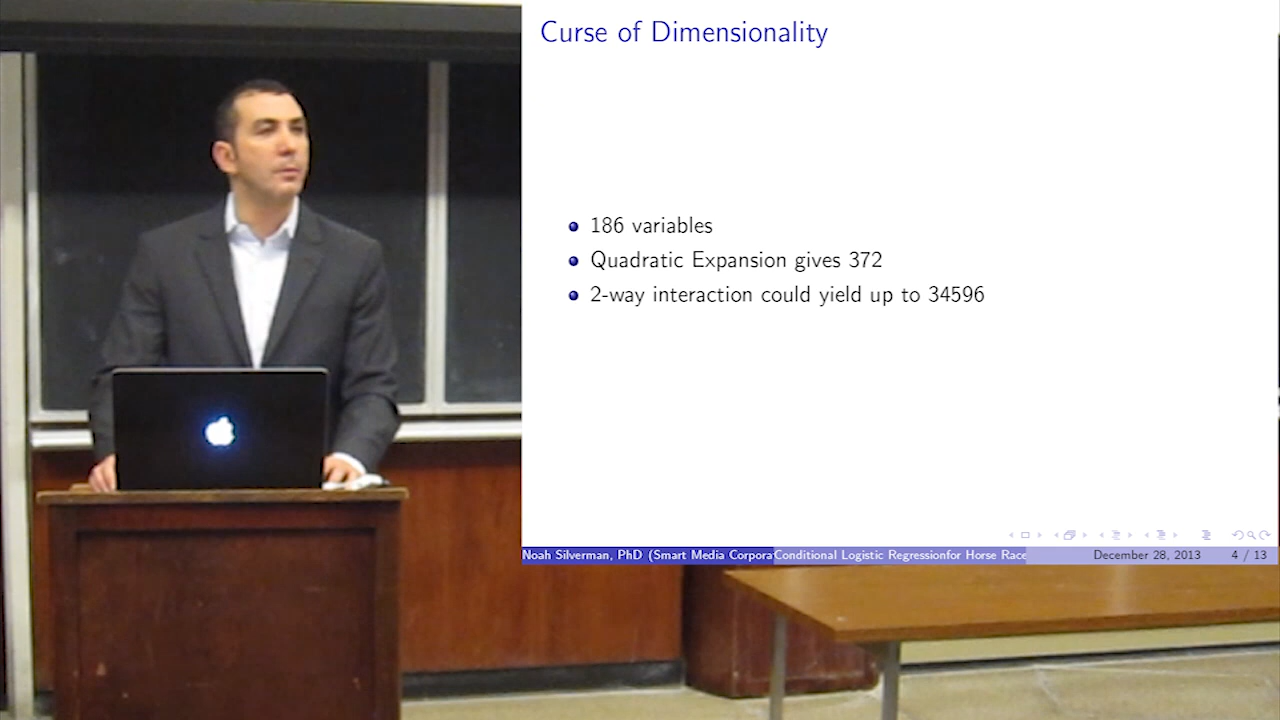 Curse of Dimensionality
186 variables
Quadratic Expansion gives 372
2-way interaction could yield up to 34596
Noah Silverman, PhD (Smart Media Corpora
Conditional Logistic Regressionfor Horse Race
December 28, 2013
4 / 13